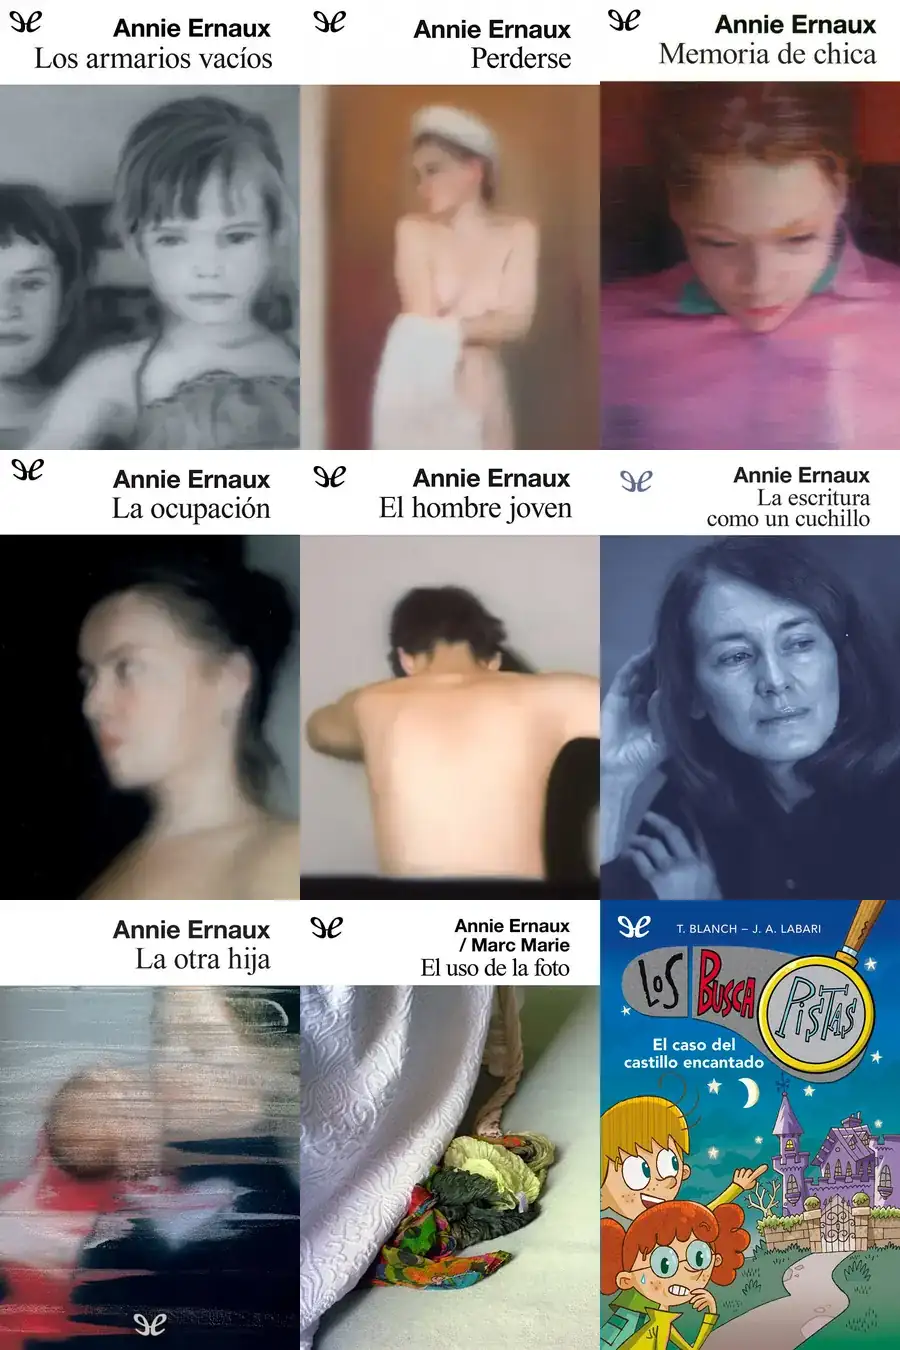 Annie Ernaux
Los armarios vacíos
Annie Ernaux
Perderse
Annie Ernaux
Memoria de chica
Annie Ernaux
La ocupación
Annie Ernaux
El hombre joven
Annie Ernaux
La escritura
como un cuchillo
Annie Ernaux
La otra hija
Annie Ernaux
/ Marc Marie
El uso de la foto
T. BLANCH – J. A. LABARI
LOS BUSCA PISTAS
El caso del
castillo encantado